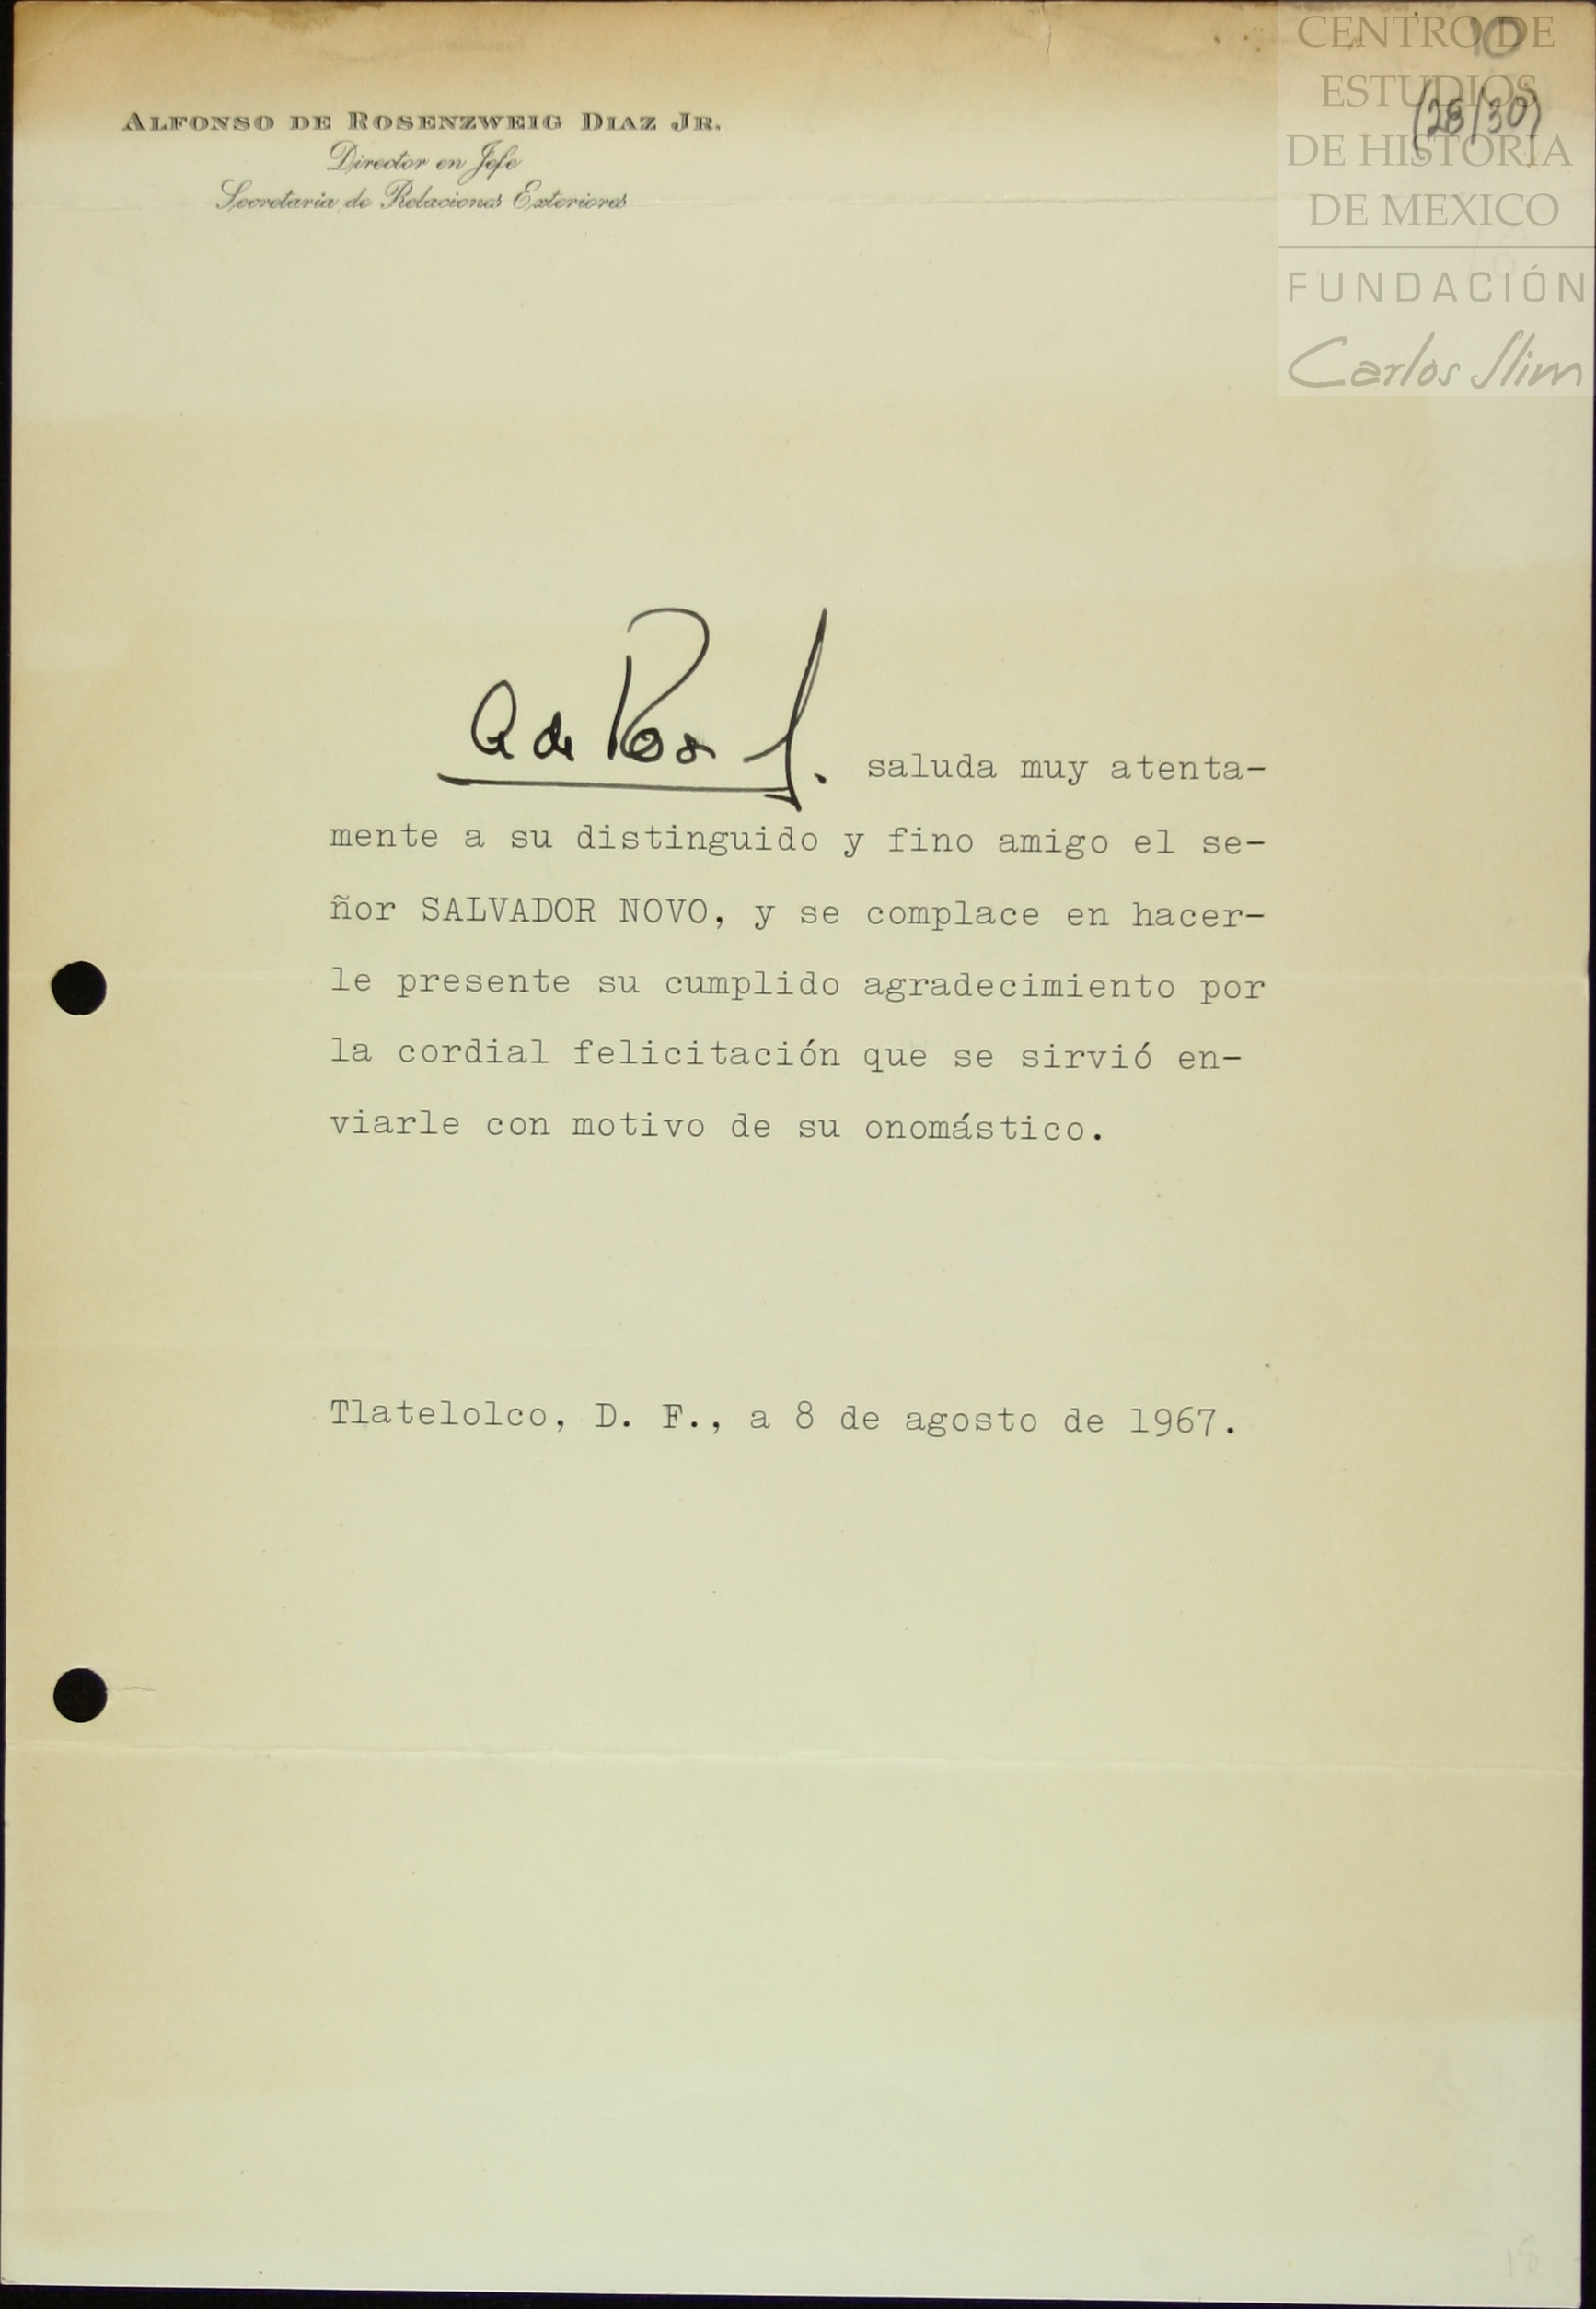 CENTRO DE
ESTUDIOS
DE HISTORIA
DE MEXICO
FUNDACIÓN
Carlos Slim
10
(28/30)
ALFONSO DE ROSENZWEIG DIAZ JR.
Director en Jefe
Secretaria de Relaciones Exteriores
saluda muy atenta-
mente a su distinguido y fino amigo el se-
ñor SALVADOR NOVO, y se complace en hacer-
le presente su cumplido agradecimiento por
la cordial felicitación que se sirvió en-
viarle con motivo de su onomástico.
Tlatelolco, D. F., a 8 de agosto de 1967.
18